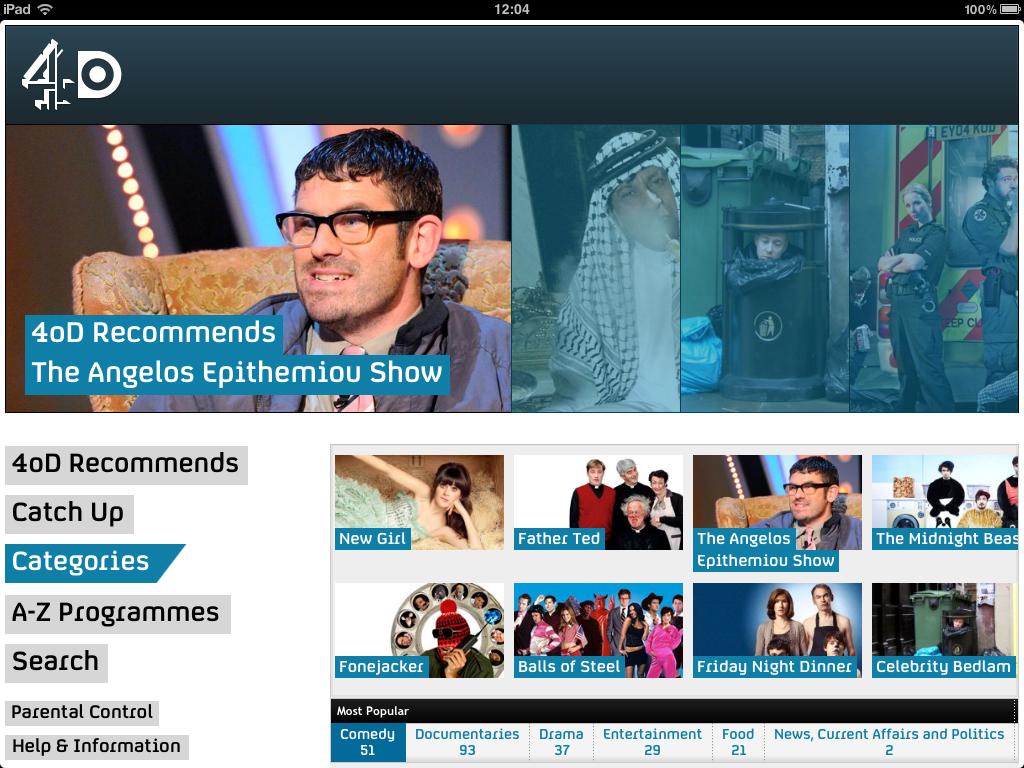 iPad
12:04
100%
4oD
EY04 KOD
POLICE
4oD Recommends
The Angelos Epithemiou Show
4oD Recommends
Catch Up
Categories
A-Z Programmes
Search
Parental Control
Help & Information
New Girl
Father Ted
The Angelos
Epithemiou Show
The Midnight Beas
Fonejacker
Balls of Steel
Friday Night Dinner
Celebrity Bedlam
Most Popular
Comedy
51
Documentaries
93
Drama
37
Entertainment
29
Food
21
News, Current Affairs and Politics
2